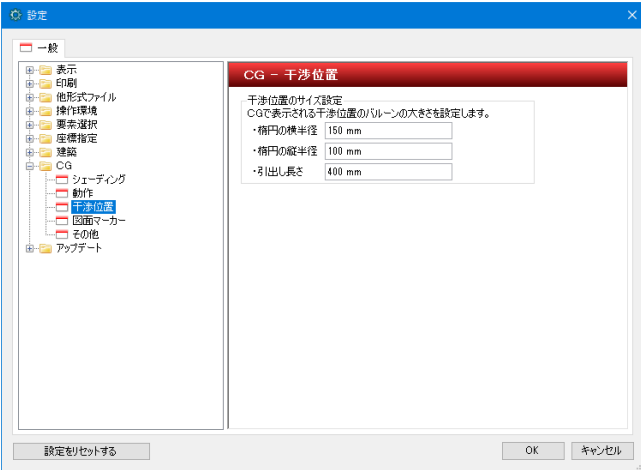 設定
一般
表示
印刷
他形式ファイル
操作環境
要素選択
座標指定
建築
CG
シェーディング
動作
干渉位置
図面マーカー
その他
アップデート
CG - 干渉位置
干渉位置のサイズ設定
CGで表示される干渉位置のバルーンの大きさを設定します。
・楕円の横半径 150 mm
・楕円の縦半径 100 mm
・引出し長さ 400 mm
設定をリセットする
OK
キャンセル